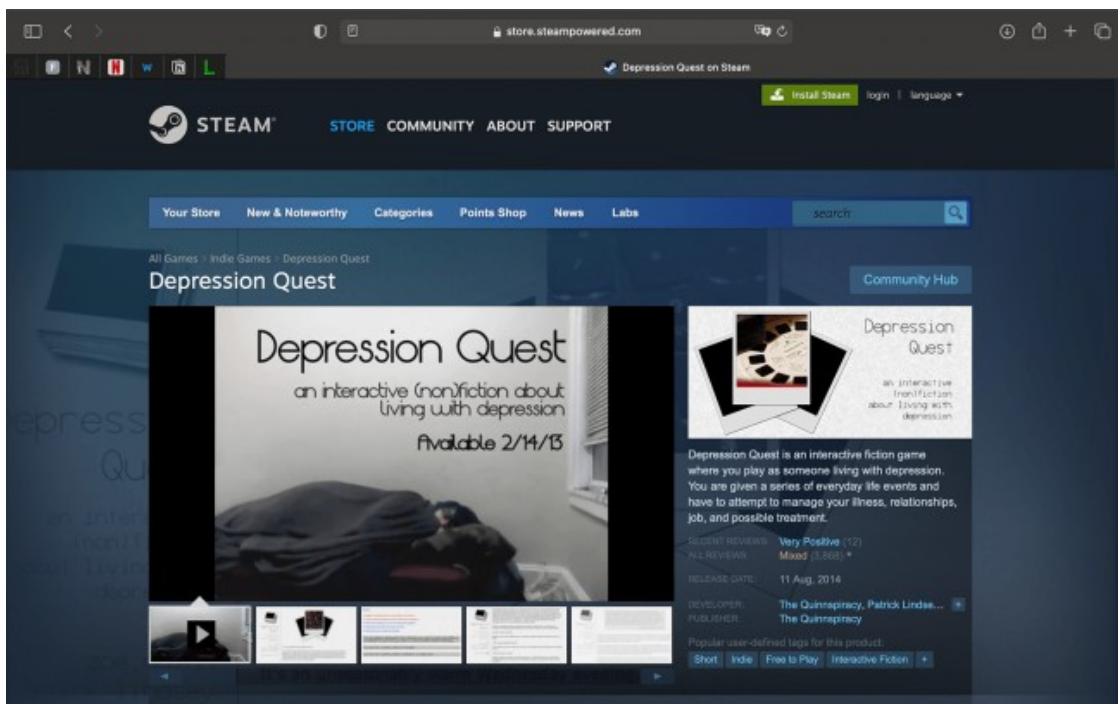 store.steampowered.com
Depression Quest on Steam
Install Steam login | language
STEAM®
STORE COMMUNITY ABOUT SUPPORT
Your Store New & Noteworthy Categories Points Shop News Labs search
All Games > Indie Games > Depression Quest
Depression Quest
Community Hub
Depression Quest
an interactive (non)fiction about
living with depression
Available 2/14/13
Depression
Quest
an interactive
(non)fiction
about living with
depression
Depression Quest is an interactive fiction game
where you play as someone living with depression.
You are given a series of everyday life events and
have to attempt to manage your illness, relationships,
job, and possible treatment.
RECENT REVIEWS: Very Positive (12)
ALL REVIEWS: Mixed (3,868) *
RELEASE DATE: 11 Aug, 2014
DEVELOPER: The Quinnspiracy, Patrick Lindse... +
PUBLISHER: The Quinnspiracy
Popular user-defined tags for this product:
Short Indie Free to Play Interactive Fiction +